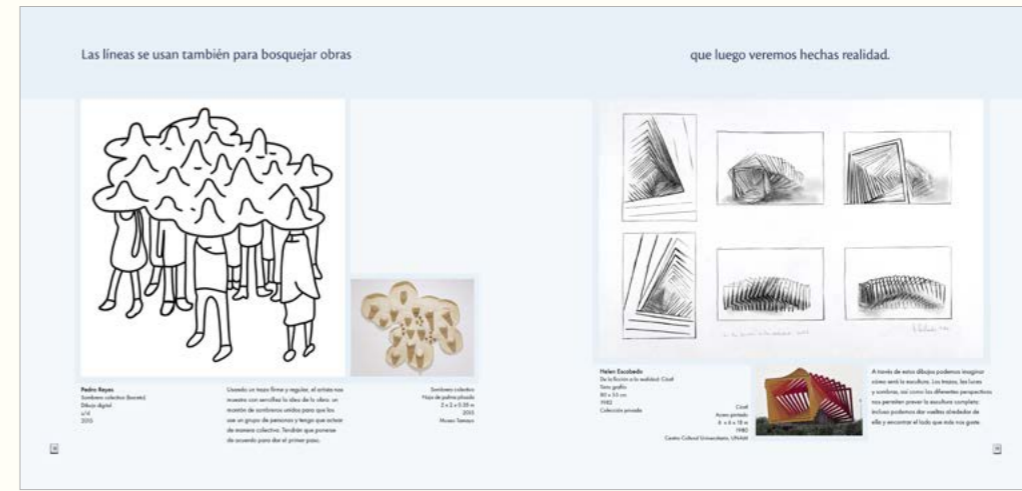 Las líneas se usan también para bosquejar obras
que luego veremos hechas realidad.
Pedro Reyes
Sombrero colectivo (boceto)
Dibujo digital
s/d
2015
Usando un trazo firme y regular, el artista nos
muestra con sencillez la idea de la obra: un
montón de sombreros unidos para que los
use un grupo de personas y tenga que actuar
de manera colectiva. Tendrán que ponerse
de acuerdo para dar el primer paso.
Sombrero colectivo
Hoja de palma plisada
2015
Museo Tamayo
Helen Escobedo
De la ficción a la realidad: Cóatl
Tinta grafito
80 x 55 cm
1982
Colección privada
Cóatl
Acero pintado
1980
Centro Cultural Universitario, UNAM
A través de estos dibujos podemos imaginar
cómo será la escultura. Los trazos, las luces
y sombras, así como las diferentes perspectivas
nos permiten prever la escultura completa:
incluso podemos dar vueltas alrededor de
ella y encontrar el lado que más nos guste.